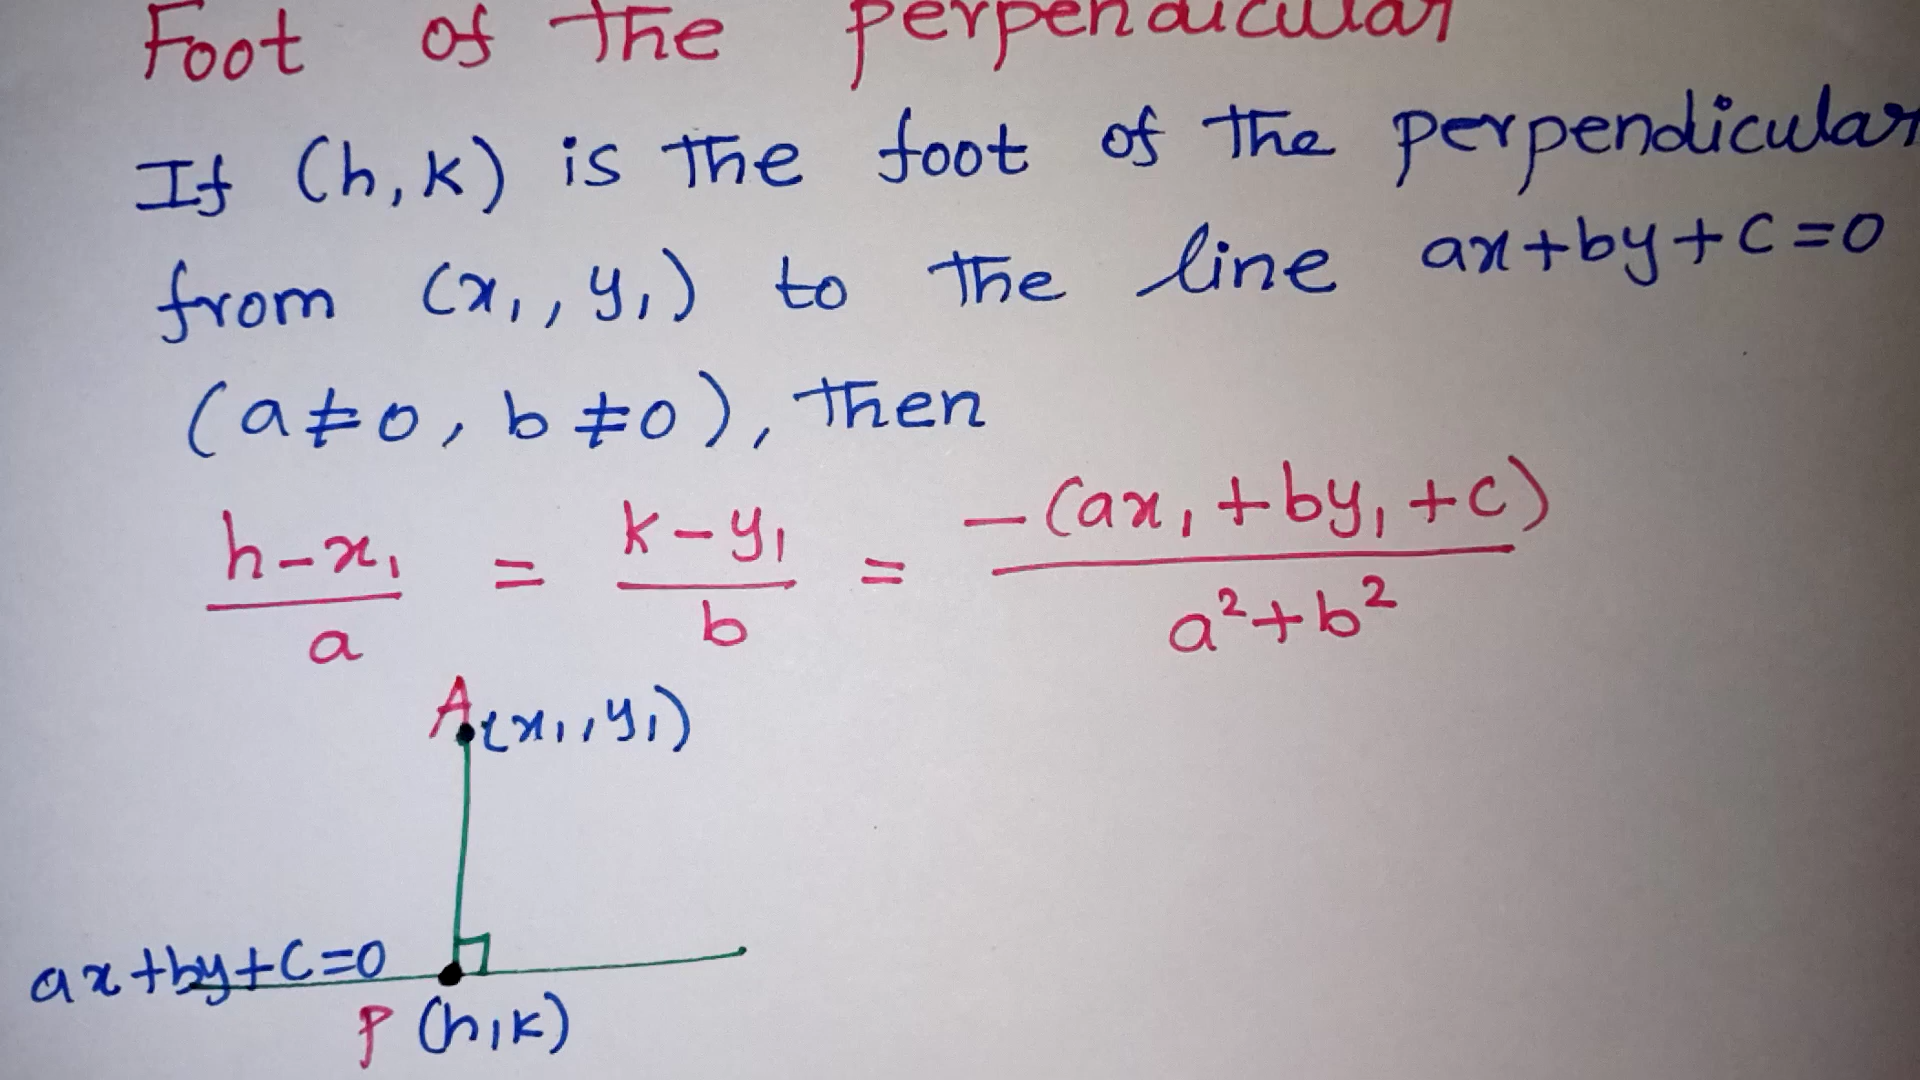 Foot of the perpendicular
If (h,k) is the foot of the perpendicular
from (x₁,y₁) to the line ax+by+c=0
(a≠0, b≠0), then
(h-x₁)/a = (k-y₁)/b = -(ax₁+by₁+c)/(a²+b²)
A(x₁,y₁)
ax+by+c=0
P (h,k)